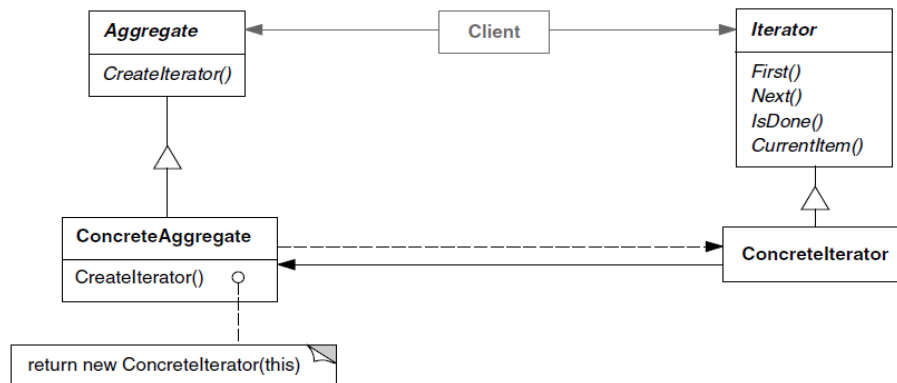 Aggregate
CreateIterator()
Client
Iterator
First()
Next()
IsDone()
CurrentItem()
ConcreteAggregate
CreateIterator()
ConcreteIterator
return new ConcreteIterator(this)